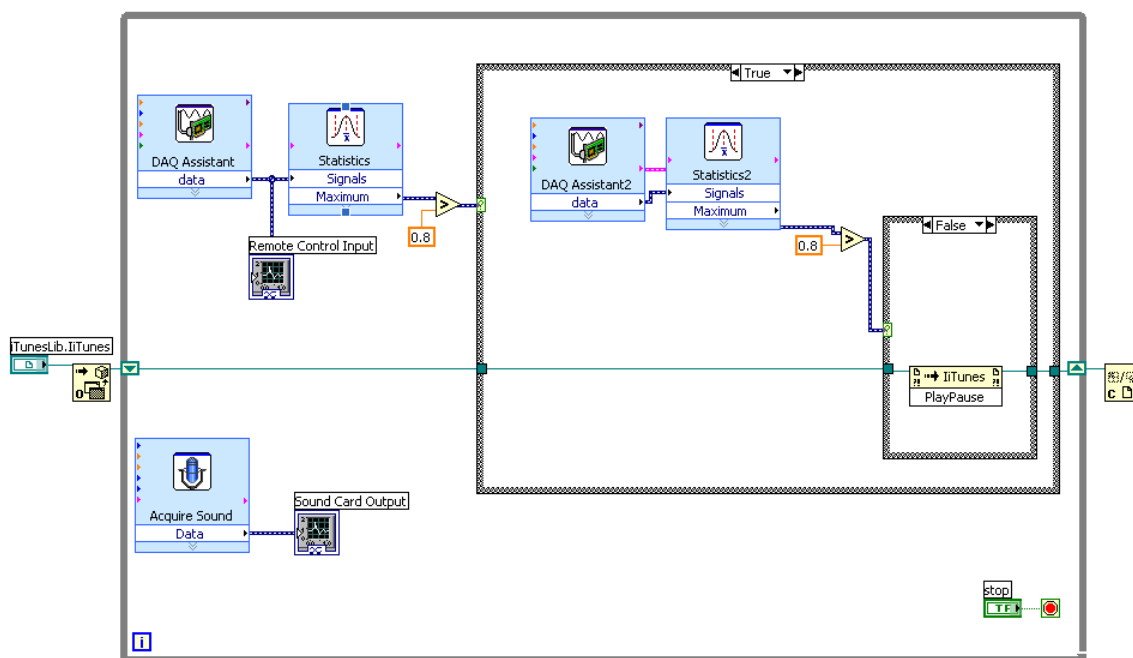 True
DAQ Assistant
data
Statistics
Signals
Maximum
0.8
Remote Control Input
DAQ Assistant2
data
Statistics2
Signals
Maximum
0.8
False
iTunesLib.IiTunes
IiTunes
PlayPause
Acquire Sound
Data
Sound Card Output
stop
TF
i